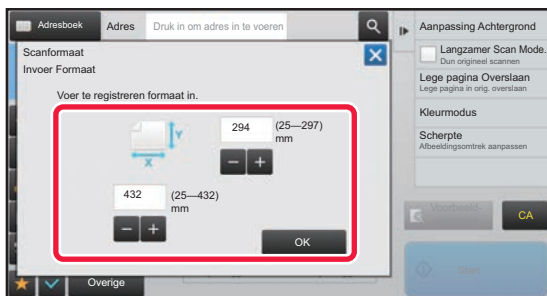 Adresboek
Adres
Druk in om adres in te voeren
Scanformaat
Invoer Formaat
Voer te registreren formaat in.
Y
X
294
(25—297)
mm
432
(25—432)
mm
OK
Overige
Aanpassing Achtergrond
Langzamer Scan Mode.
Dun origineel scannen
Lege pagina Overslaan
Lege pagina in orig. overslaan
Kleurmodus
Scherpte
Afbeeldingsomtrek aanpassen
Voorbeeld-
CA
Start